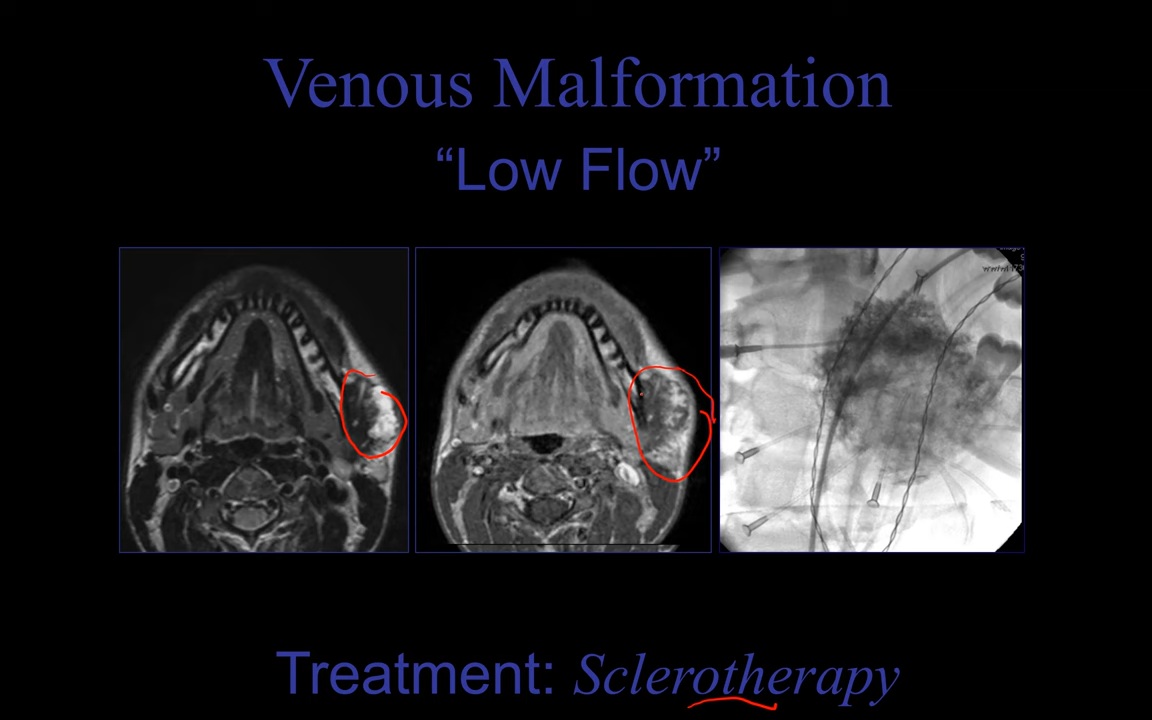 Venous Malformation
“Low Flow”
Treatment: Sclerotherapy